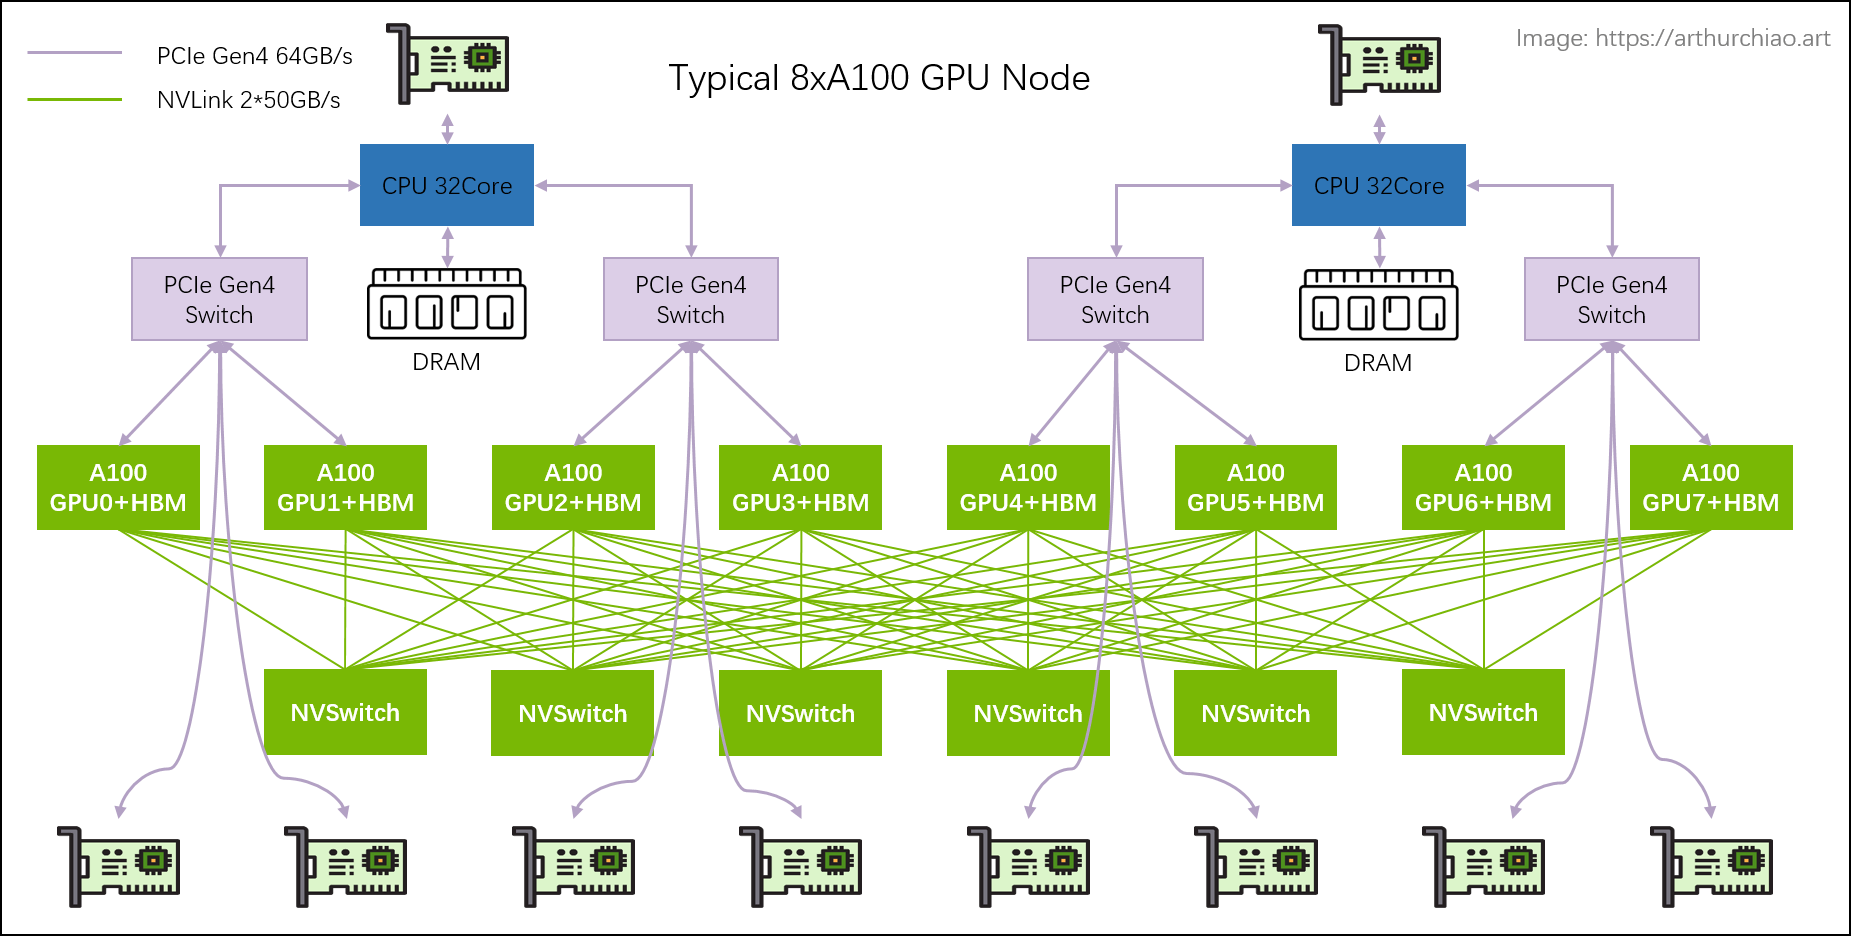 PCIe Gen4 64GB/s
NVLink 2*50GB/s
Typical 8xA100 GPU Node
Image: https://arthurchiao.art
CPU 32Core
CPU 32Core
PCIe Gen4
Switch
DRAM
PCIe Gen4
Switch
PCIe Gen4
Switch
DRAM
PCIe Gen4
Switch
A100
GPU0+HBM
A100
GPU1+HBM
A100
GPU2+HBM
A100
GPU3+HBM
A100
GPU4+HBM
A100
GPU5+HBM
A100
GPU6+HBM
A100
GPU7+HBM
NVSwitch
NVSwitch
NVSwitch
NVSwitch
NVSwitch
NVSwitch